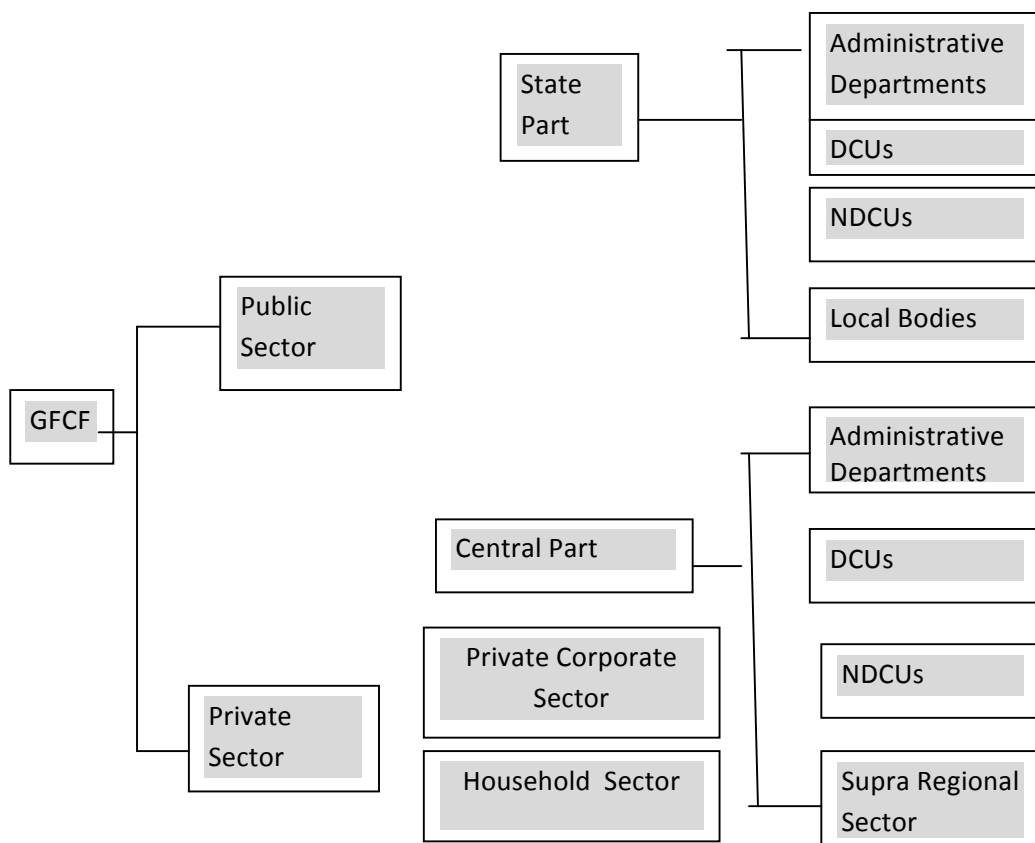 Administrative
Departments
State
Part
DCUs
NDCUs
Public
Sector
Local Bodies
GFCF
Administrative
Departments
Central Part
DCUs
Private Corporate
Sector
NDCUs
Private
Sector
Household Sector
Supra Regional
Sector